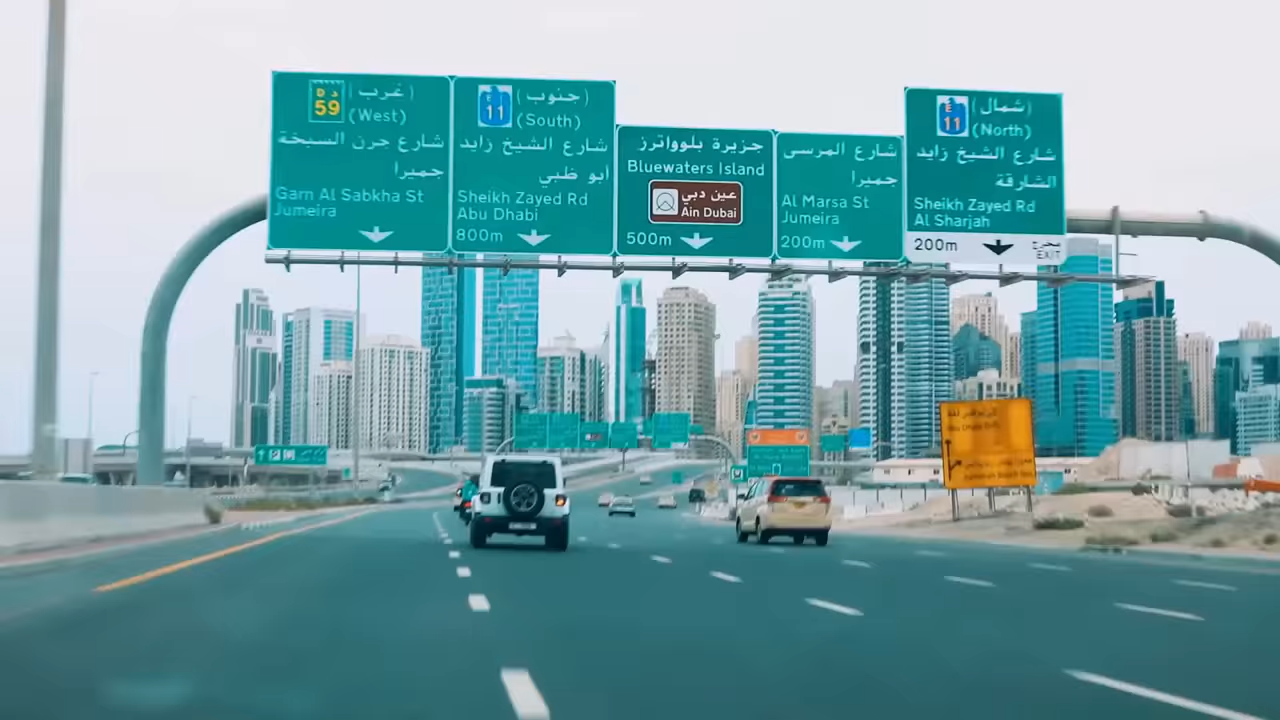 D د
59
(غرب)
(West)
شارع جرن السبخة
جميرا
Garn Al Sabkha St
Jumeira
E
11
(جنوب)
(South)
شارع الشيخ زايد
أبو ظبي
Sheikh Zayed Rd
Abu Dhabi
800m
جزيرة بلوواترز
Bluewaters Island
عين دبي
Ain Dubai
500m
شارع المرسى
جميرا
Al Marsa St
Jumeira
200m
E
11
(شمال)
(North)
شارع الشيخ زايد
الشارقة
Sheikh Zayed Rd
Al Sharjah
200m
مخرج
EXIT